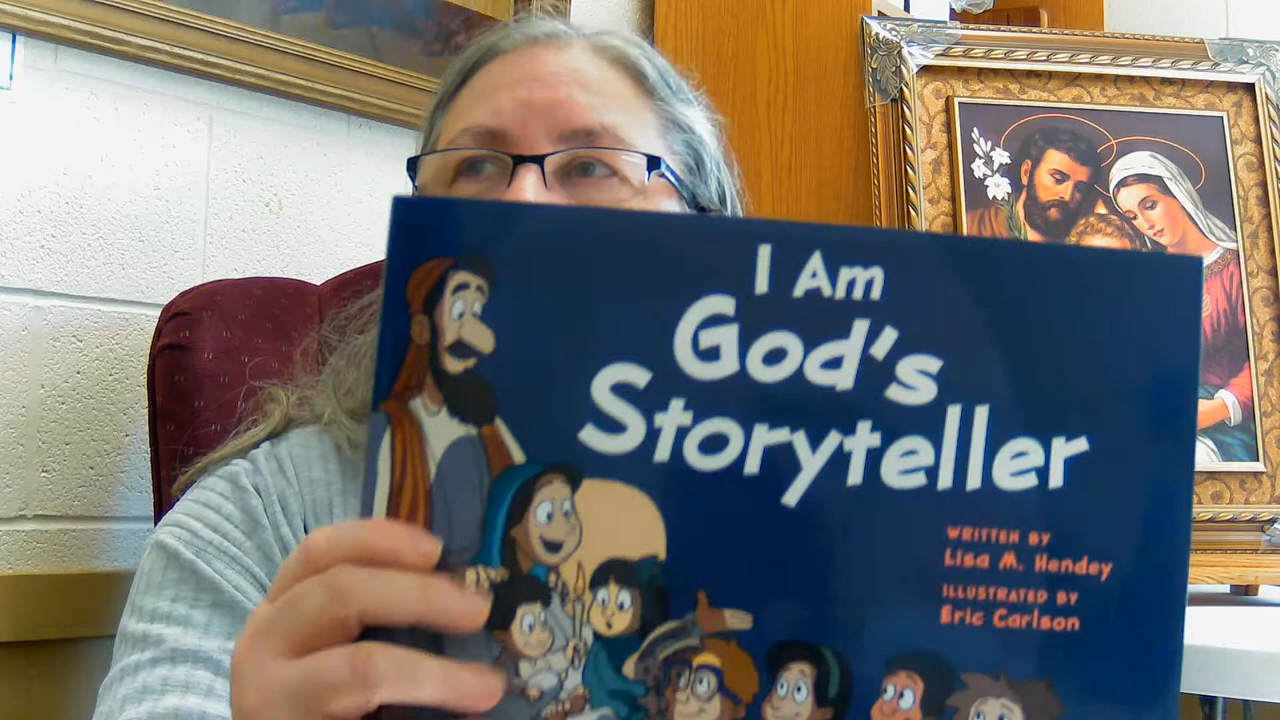 I Am
God's
Storyteller
WRITTEN BY
Lisa M. Hendey
ILLUSTRATED BY
Eric Carlson